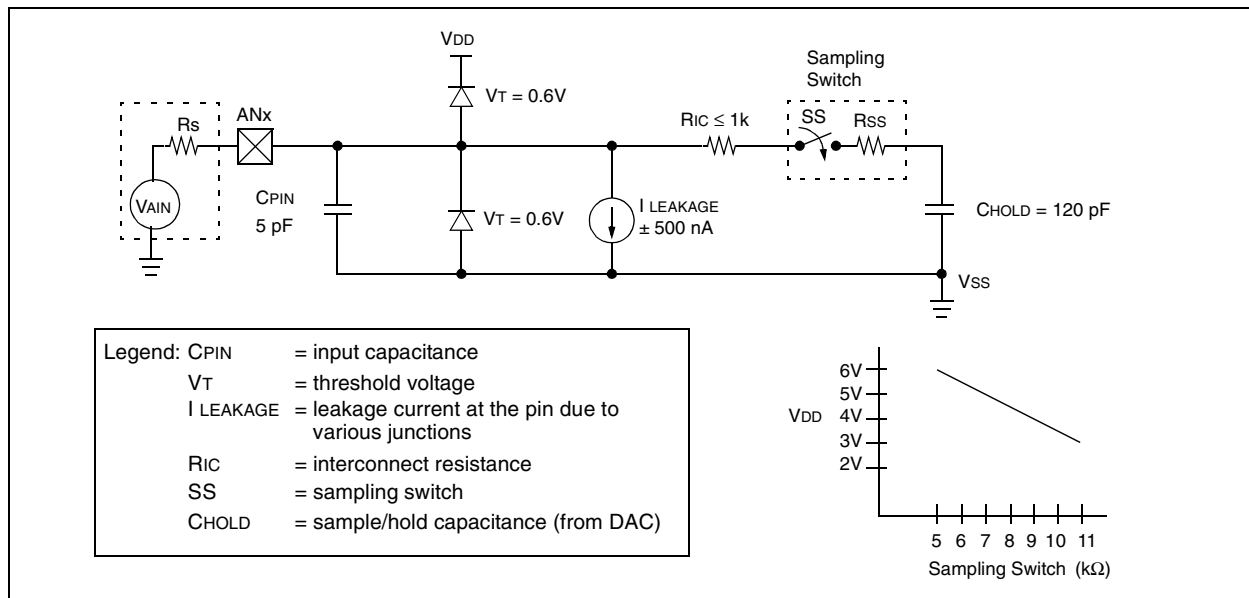 VDD
Sampling
Switch
VT = 0.6V
ANx
Rs
RIC ≤ 1k
SS
RSS
VAIN
CPIN
5 pF
VT = 0.6V
I LEAKAGE
± 500 nA
CHOLD = 120 pF
VSS
Legend: CPIN = input capacitance
VT = threshold voltage
I LEAKAGE = leakage current at the pin due to
various junctions
RIC = interconnect resistance
SS = sampling switch
CHOLD = sample/hold capacitance (from DAC)
6V
5V
VDD 4V
3V
2V
5 6 7 8 9 10 11
Sampling Switch (kΩ)